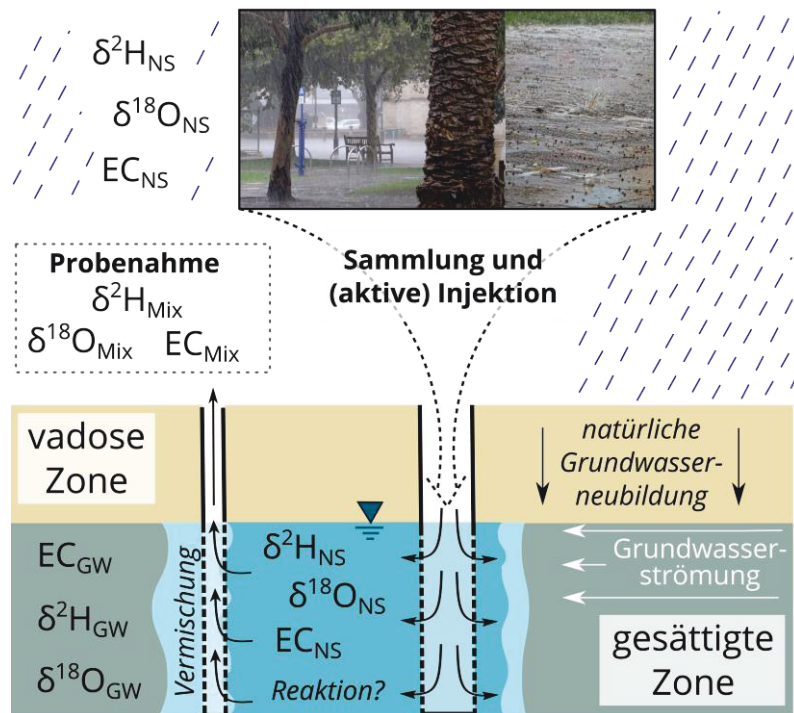 δ²H_NS
δ¹⁸O_NS
EC_NS
Sammlung und
(aktive) Injektion
Probenahme
δ²H_Mix
δ¹⁸O_Mix EC_Mix
vadose
Zone
natürliche
Grundwasser-
neubildung
EC_GW
δ²H_GW
δ¹⁸O_GW
Vermischung
δ²H_NS
δ¹⁸O_NS
EC_NS
Reaktion?
Grundwasser-
strömung
gesättigte
Zone